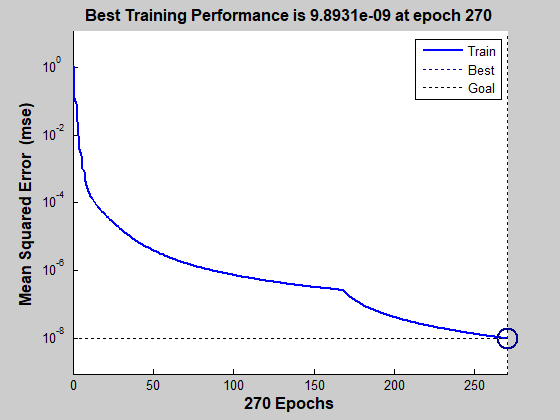 Best Training Performance is 9.8931e-09 at epoch 270
Train
Best
Goal
Mean Squared Error (mse)
10^0
10^-2
10^-4
10^-6
10^-8
0 50 100 150 200 250
270 Epochs